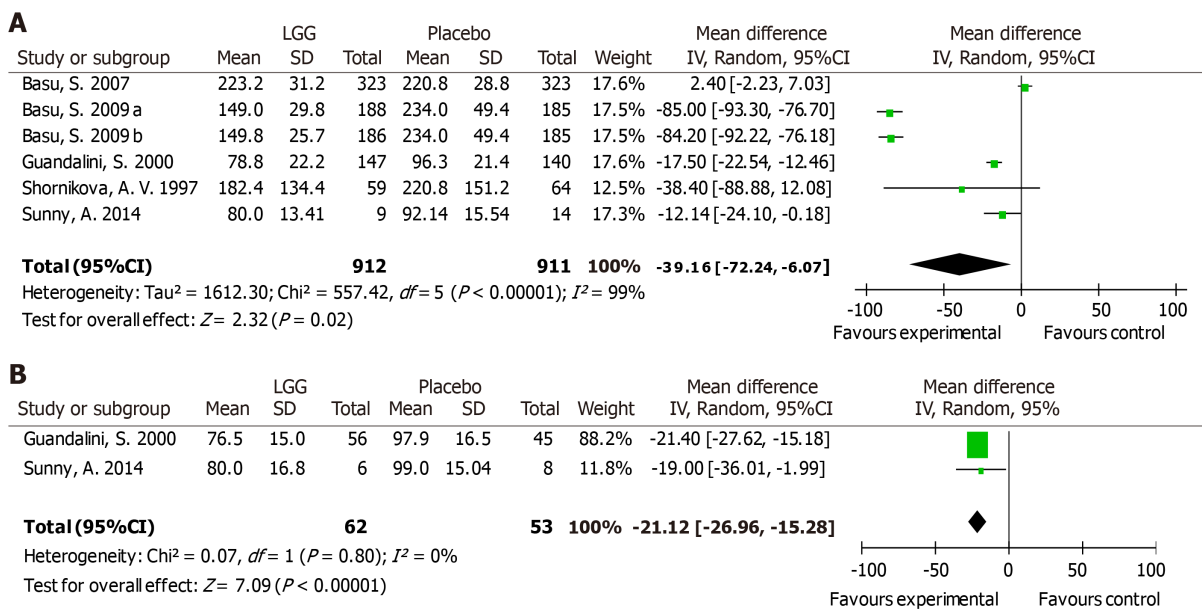 A
LGG Placebo Mean difference Mean difference
Study or subgroup Mean SD Total Mean SD Total Weight IV, Random, 95%CI IV, Random, 95%CI
Basu, S. 2007 223.2 31.2 323 220.8 28.8 323 17.6% 2.40 [-2.23, 7.03]
Basu, S. 2009 a 149.0 29.8 188 234.0 49.4 185 17.5% -85.00 [-93.30, -76.70]
Basu, S. 2009 b 149.8 25.7 186 234.0 49.4 185 17.5% -84.20 [-92.22, -76.18]
Guandalini, S. 2000 78.8 22.2 147 96.3 21.4 140 17.6% -17.50 [-22.54, -12.46]
Shornikova, A. V. 1997 182.4 134.4 59 220.8 151.2 64 12.5% -38.40 [-88.88, 12.08]
Sunny, A. 2014 80.0 13.41 9 92.14 15.54 14 17.3% -12.14 [-24.10, -0.18]
Total (95%CI) 912 911 100% -39.16 [-72.24, -6.07]
Heterogeneity: Tau² = 1612.30; Chi² = 557.42, df = 5 (P < 0.00001); I² = 99%
Test for overall effect: Z = 2.32 (P = 0.02)
-100 -50 0 50 100
Favours experimental Favours control
B
LGG Placebo Mean difference Mean difference
Study or subgroup Mean SD Total Mean SD Total Weight IV, Random, 95%CI IV, Random, 95%
Guandalini, S. 2000 76.5 15.0 56 97.9 16.5 45 88.2% -21.40 [-27.62, -15.18]
Sunny, A. 2014 80.0 16.8 6 99.0 15.04 8 11.8% -19.00 [-36.01, -1.99]
Total (95%CI) 62 53 100% -21.12 [-26.96, -15.28]
Heterogeneity: Chi² = 0.07, df = 1 (P = 0.80); I² = 0%
Test for overall effect: Z = 7.09 (P < 0.00001)
-100 -50 0 50 100
Favours experimental Favours control